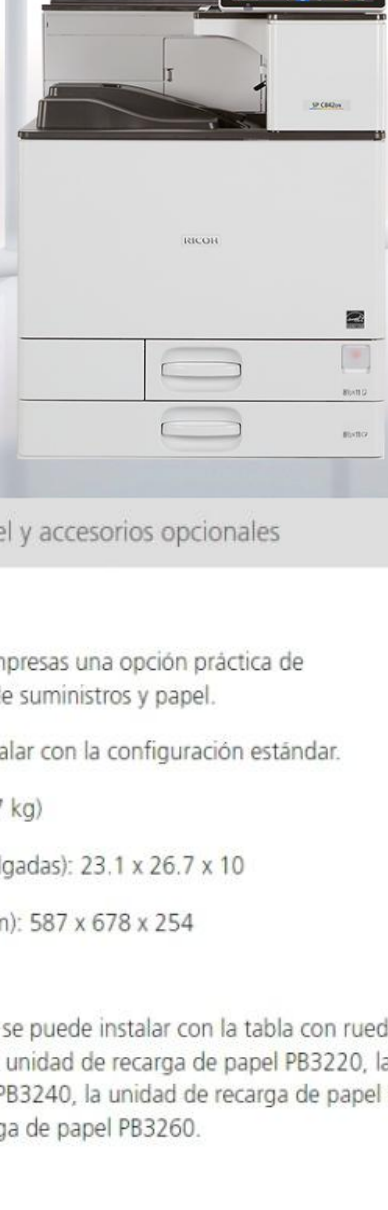 SP C842DN
RICOH
el y accesorios opcionales
npresas una opción práctica de
le suministros y papel.
alar con la configuración estándar.
7 kg)
lgadas): 23.1 x 26.7 x 10
n): 587 x 678 x 254
se puede instalar con la tabla con rued
unidad de recarga de papel PB3220, la
PB3240, la unidad de recarga de papel
ga de papel PB3260.